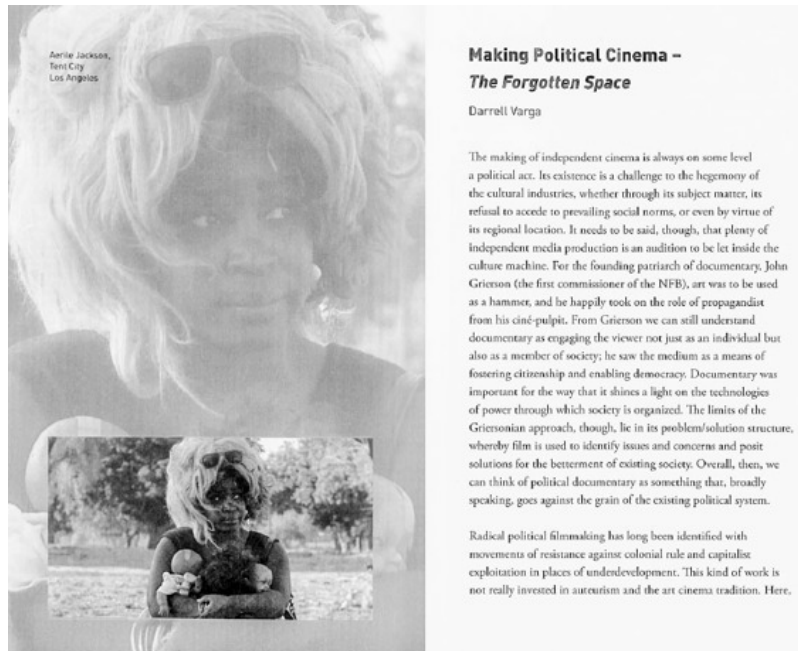 Aerile Jackson,
Tent City
Los Angeles
Making Political Cinema –
The Forgotten Space
Darrell Varga
The making of independent cinema is always on some level
a political act. Its existence is a challenge to the hegemony of
the cultural industries, whether through its subject matter, its
refusal to accede to prevailing social norms, or even by virtue of
its regional location. It needs to be said, though, that plenty of
independent media production is an audition to be let inside the
culture machine. For the founding patriarch of documentary, John
Grierson (the first commissioner of the NFB), art was to be used
as a hammer, and he happily took on the role of propagandist
from his ciné-pulpit. From Grierson we can still understand
documentary as engaging the viewer not just as an individual but
also as a member of society; he saw the medium as a means of
fostering citizenship and enabling democracy. Documentary was
important for the way that it shines a light on the technologies
of power through which society is organized. The limits of the
Griersonian approach, though, lie in its problem/solution structure,
whereby film is used to identify issues and concerns and posit
solutions for the betterment of existing society. Overall, then, we
can think of political documentary as something that, broadly
speaking, goes against the grain of the existing political system.
Radical political filmmaking has long been identified with
movements of resistance against colonial rule and capitalist
exploitation in places of underdevelopment. This kind of work is
not really invested in auteurism and the art cinema tradition. Here,